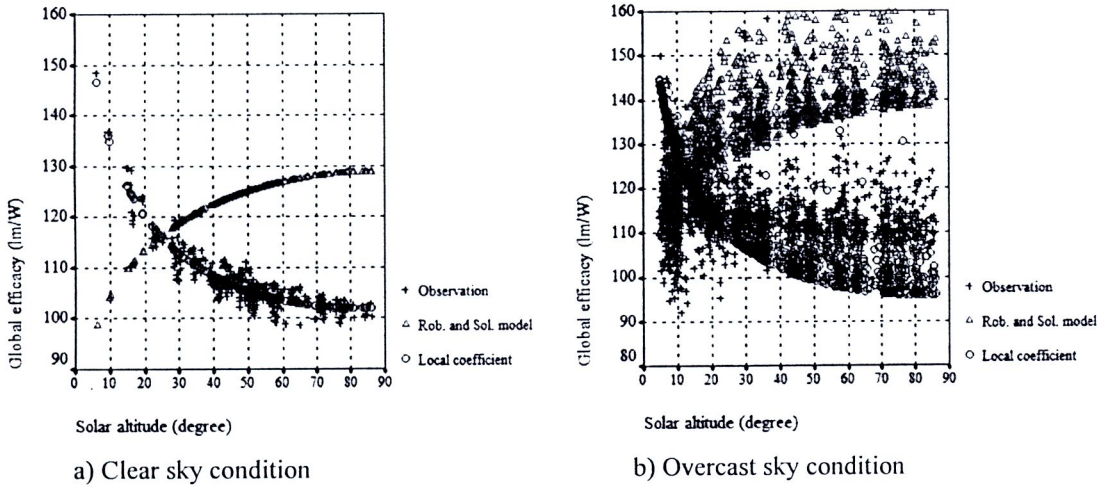 160
150
140
130
120
110
100
90
Global efficacy (lm/W)
0 10 20 30 40 50 60 70 80 90
Solar altitude (degree)
+ Observation
△ Rob. and Sol. model
○ Local coefficient
a) Clear sky condition
160
150
140
130
120
110
100
90
80
Global efficacy (lm/W)
0 10 20 30 40 50 60 70 80 90
Solar altitude (degree)
+ Observation
△ Rob. and Sol. model
○ Local coefficient
b) Overcast sky condition